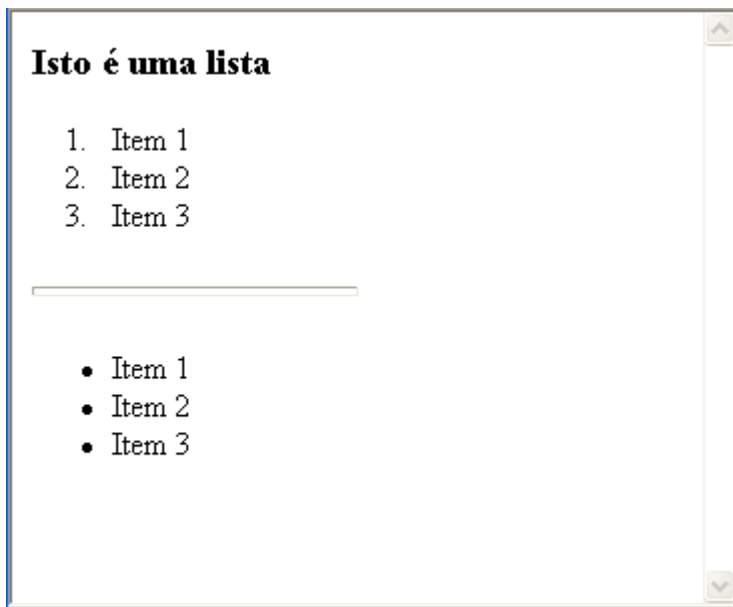 Isto é uma lista
1. Item 1
2. Item 2
3. Item 3
• Item 1
• Item 2
• Item 3